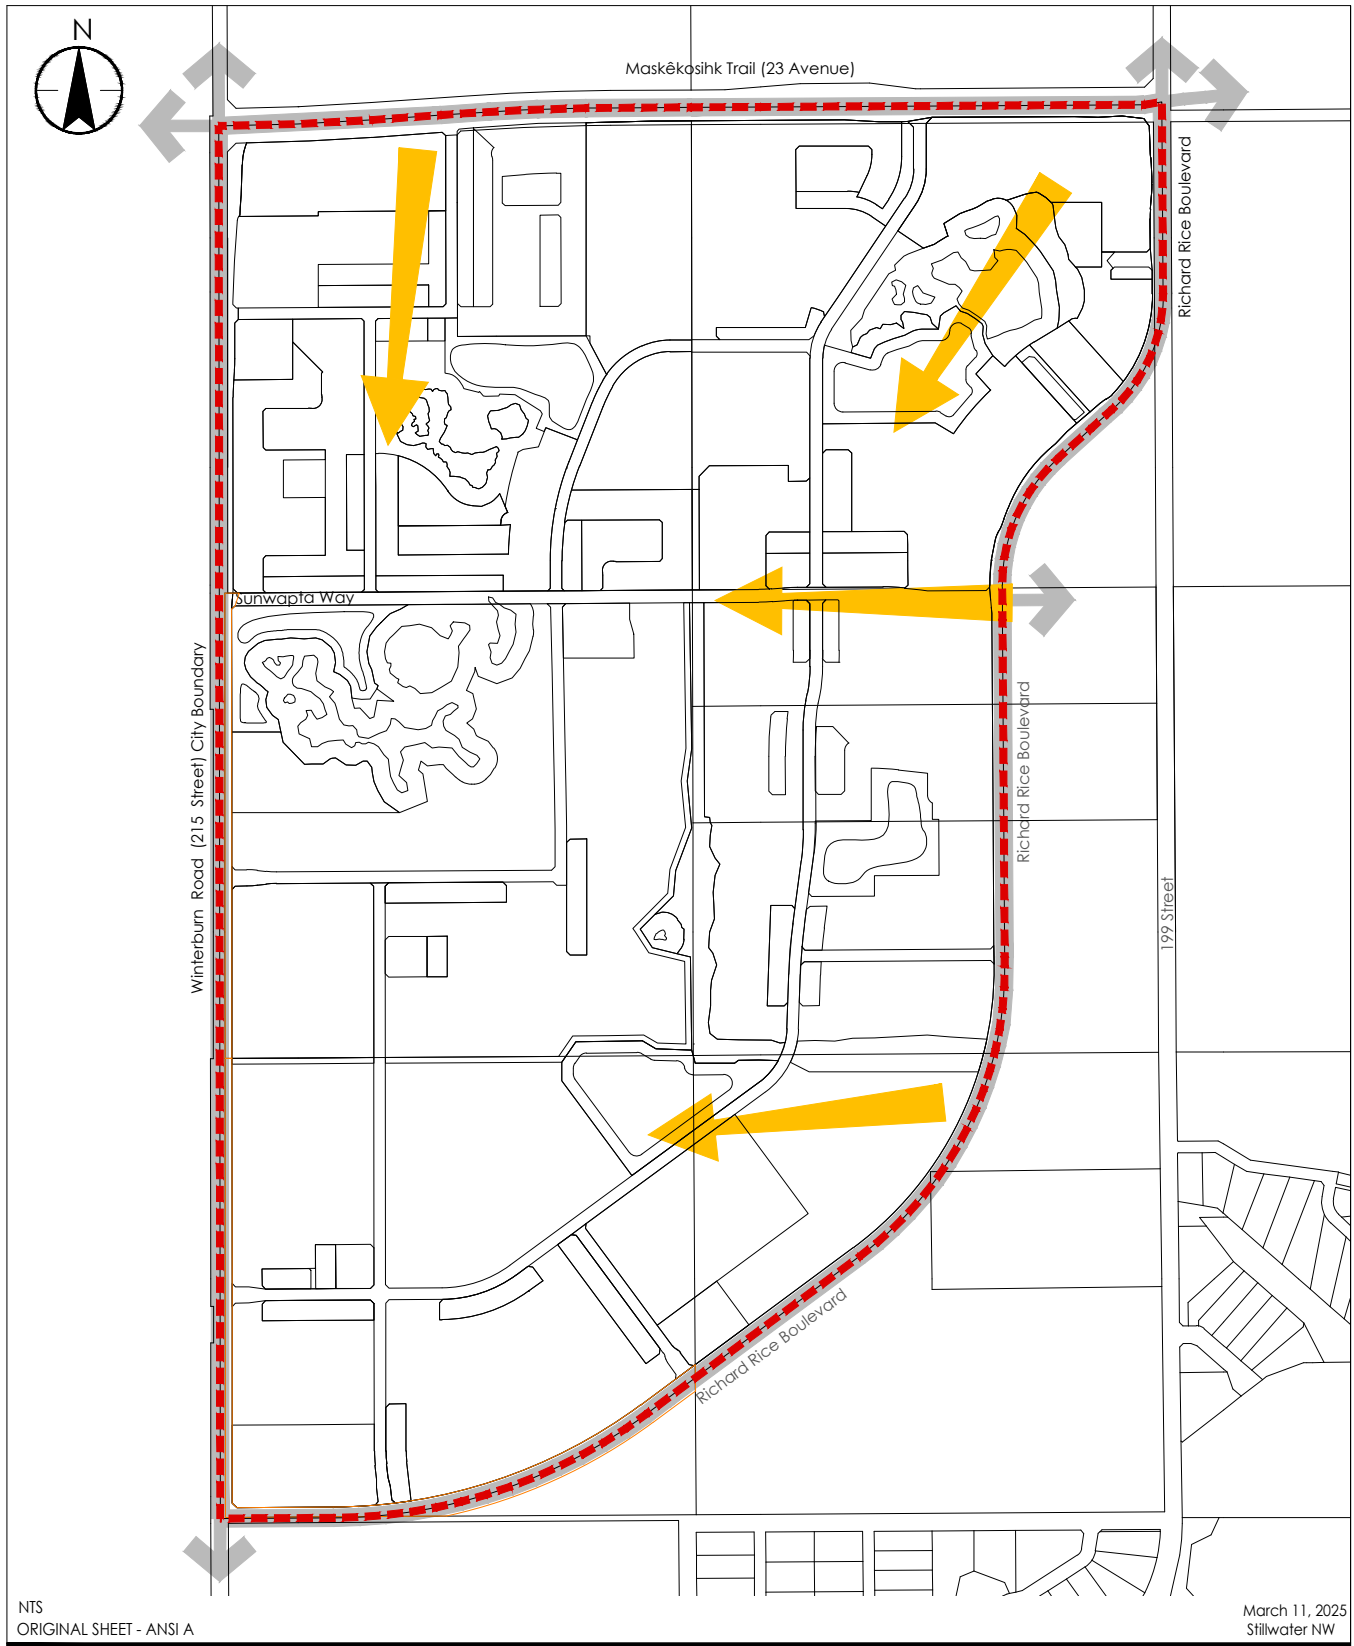 N
Maskêkosihk Trail (23 Avenue)
Richard Rice Boulevard
Sunwapta Way
Winterburn Road (215 Street) City Boundary
Richard Rice Boulevard
199 Street
Richard Rice Boulevard
NTS
ORIGINAL SHEET - ANSI A
March 11, 2025
Stillwater NW